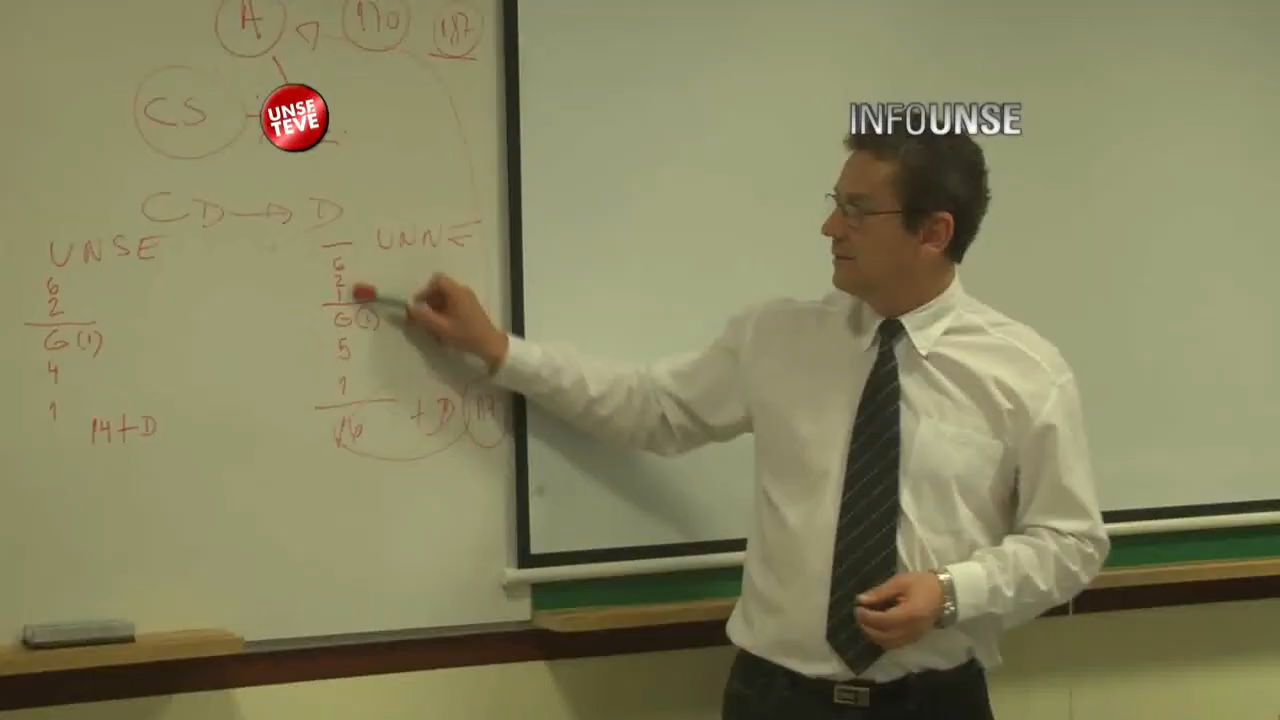 A 970 187
CS
UNSE
TEVE
INFOUNSE
CD → D
UNSE
6
2
6 (1)
4
1
14+D
UNNE
6
2
1
6 (1)
5
1
16 + D